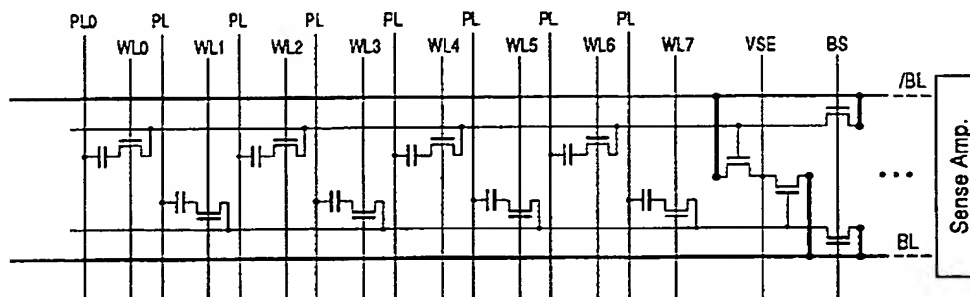 PL0 PL PL PL PL PL PL PL
WL0 WL1 WL2 WL3 WL4 WL5 WL6 WL7 VSE BS
/BL
Sense Amp.
BL